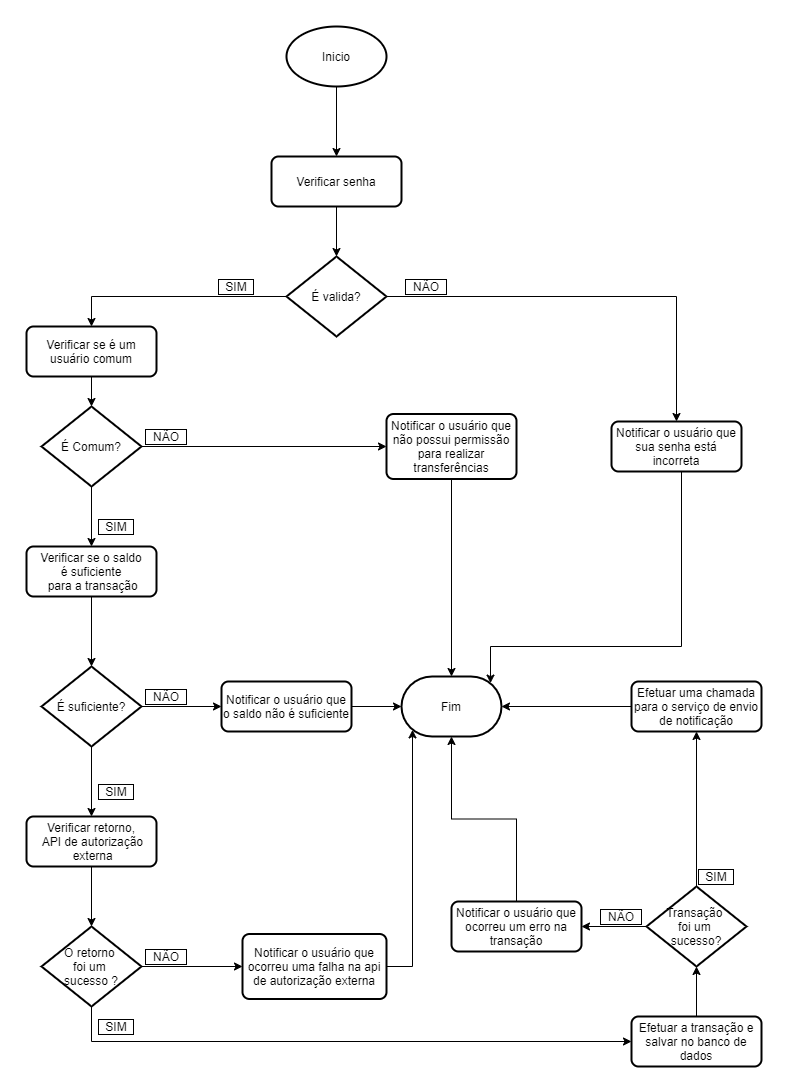 Inicio
Verificar senha
É valida?
SIM
NÃO
Verificar se é um
usuário comum
É Comum?
NÃO
Notificar o usuário que
não possui permissão
para realizar
transferências
Notificar o usuário que
sua senha está
incorreta
SIM
Verificar se o saldo
é suficiente
para a transação
É suficiente?
NÃO
Notificar o usuário que
o saldo não é suficiente
Fim
Efetuar uma chamada
para o serviço de envio
de notificação
SIM
Verificar retorno,
API de autorização
externa
O retorno
foi um
sucesso ?
NÃO
Notificar o usuário que
ocorreu uma falha na api
de autorização externa
SIM
Efetuar a transação e
salvar no banco de
dados
Transação
foi um
sucesso?
NÃO
Notificar o usuário que
ocorreu um erro na
transação
SIM